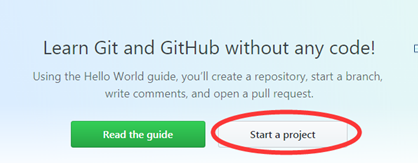 Learn Git and GitHub without any code!
Using the Hello World guide, you'll create a repository, start a branch,
write comments, and open a pull request.
Read the guide
Start a project